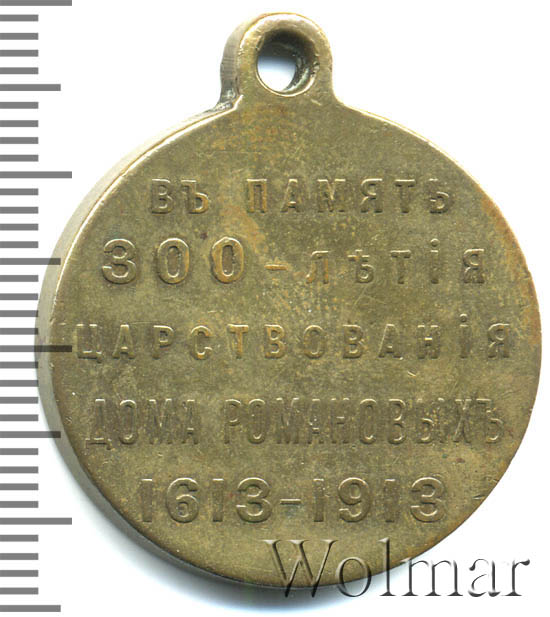 ВЪ ПАМЯТЬ
300-ЛѢТІЯ
ЦАРСТВОВАНІЯ
ДОМА РОМАНОВЫХЪ
1613-1913
Wolmar